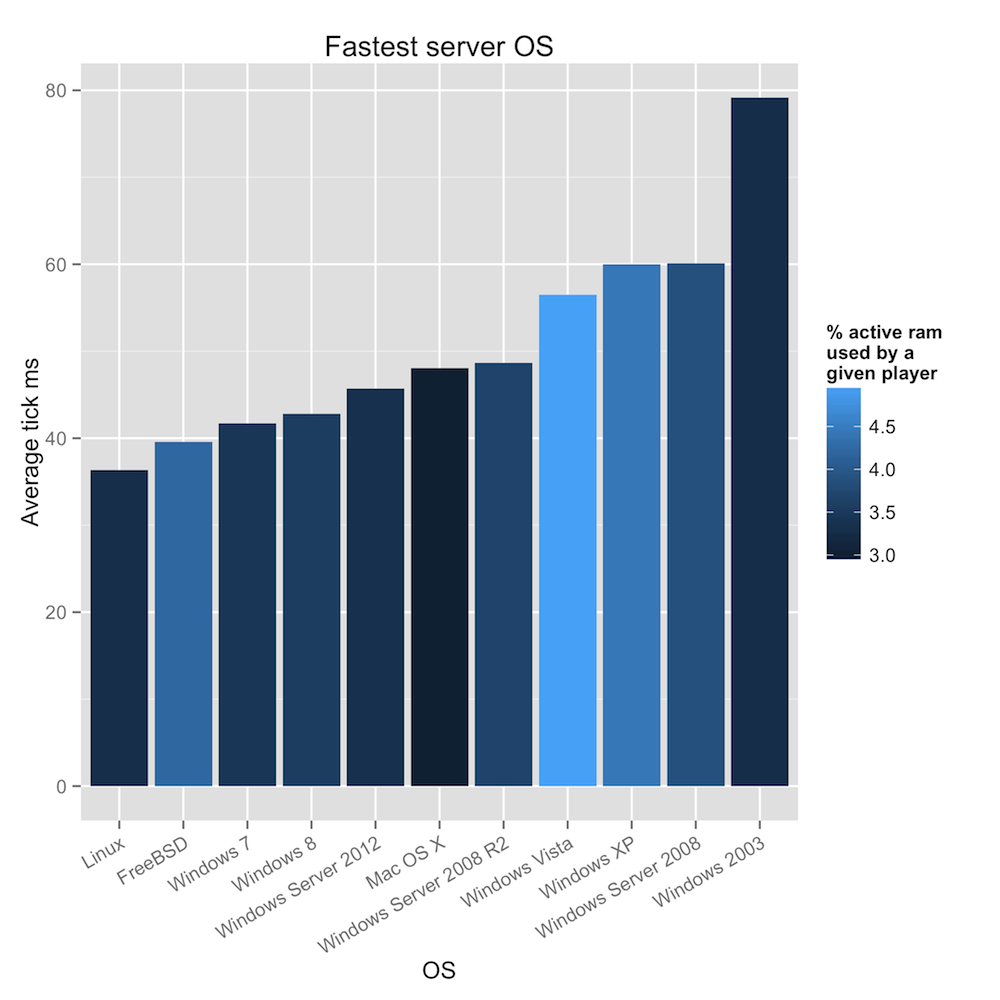 Fastest server OS
Average tick ms
80
60
40
20
0
Linux
FreeBSD
Windows 7
Windows 8
Windows Server 2012
Mac OS X
Windows Server 2008 R2
Windows Vista
Windows XP
Windows Server 2008
Windows 2003
OS
% active ram
used by a
given player
4.5
4.0
3.5
3.0